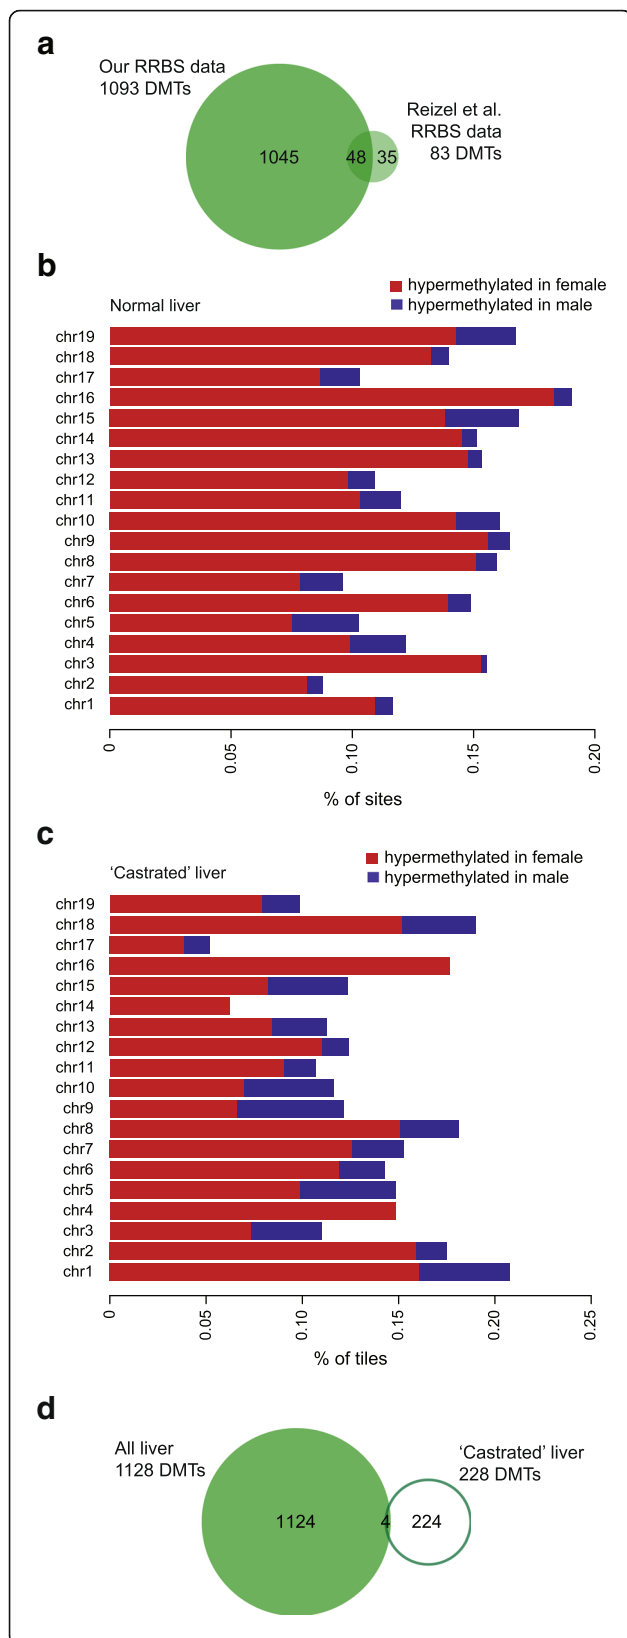 a
Our RRBS data
1093 DMTs
Reizel et al.
RRBS data
83 DMTs
1045
48
35
b
hypermethylated in female
hypermethylated in male
Normal liver
chr19
chr18
chr17
chr16
chr15
chr14
chr13
chr12
chr11
chr10
chr9
chr8
chr7
chr6
chr5
chr4
chr3
chr2
chr1
0
0.05
0.10
0.15
0.20
% of sites
c
hypermethylated in female
hypermethylated in male
‘Castrated’ liver
chr19
chr18
chr17
chr16
chr15
chr14
chr13
chr12
chr11
chr10
chr9
chr8
chr7
chr6
chr5
chr4
chr3
chr2
chr1
0
0.05
0.10
0.15
0.20
0.25
% of tiles
d
All liver
1128 DMTs
‘Castrated’ liver
228 DMTs
1124
4
224